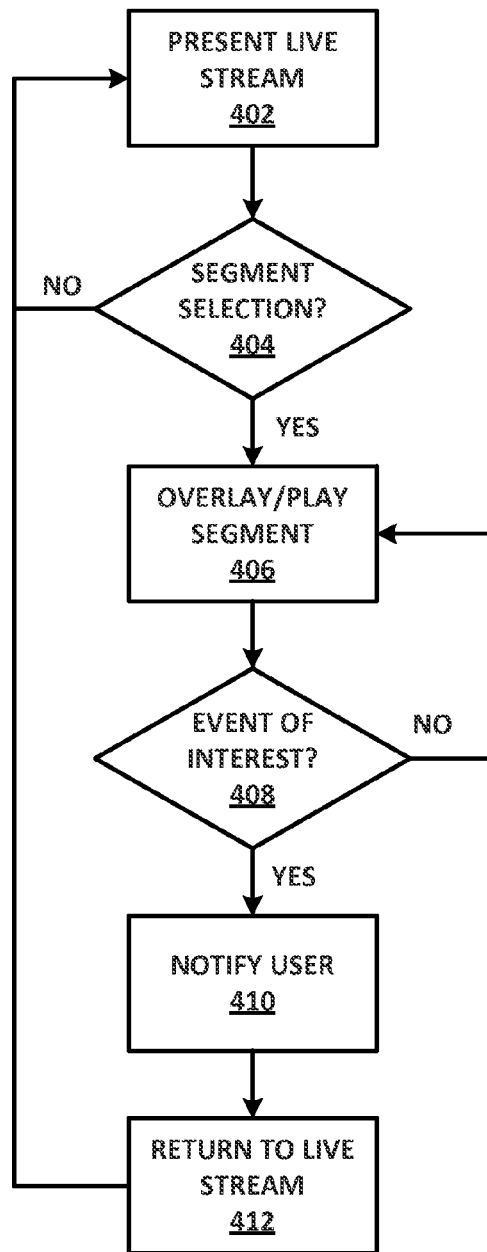 PRESENT LIVE
STREAM
402
NO
SEGMENT
SELECTION?
404
YES
OVERLAY/PLAY
SEGMENT
406
EVENT OF
INTEREST?
408
NO
YES
NOTIFY USER
410
RETURN TO LIVE
STREAM
412